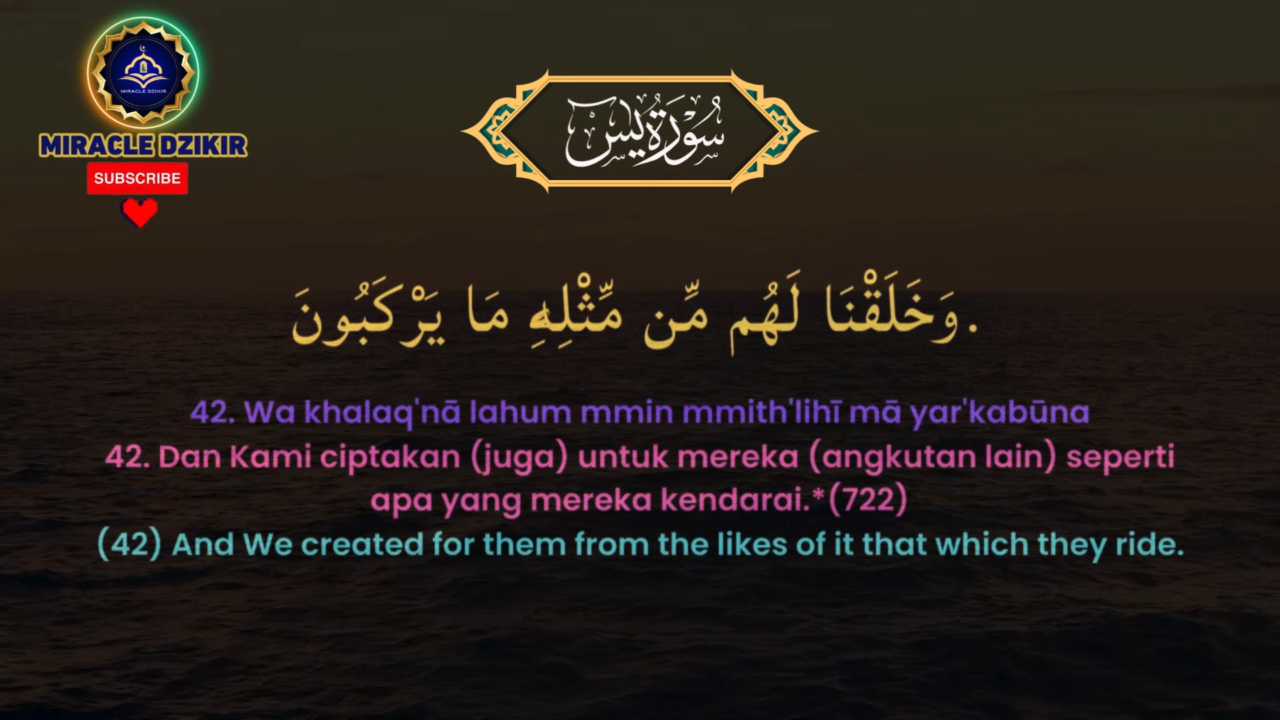 MIRACLE DZIKIR
MIRACLE DZIKIR
SUBSCRIBE
سُوْرَةُ يٰسٓ
وَخَلَقْنَا لَهُم مِّن مِّثْلِهِۦ مَا يَرْكَبُونَ.
42. Wa khalaq'nā lahum mmin mmith'lihī mā yar'kabūna
42. Dan Kami ciptakan (juga) untuk mereka (angkutan lain) seperti
apa yang mereka kendarai.*(722)
(42) And We created for them from the likes of it that which they ride.